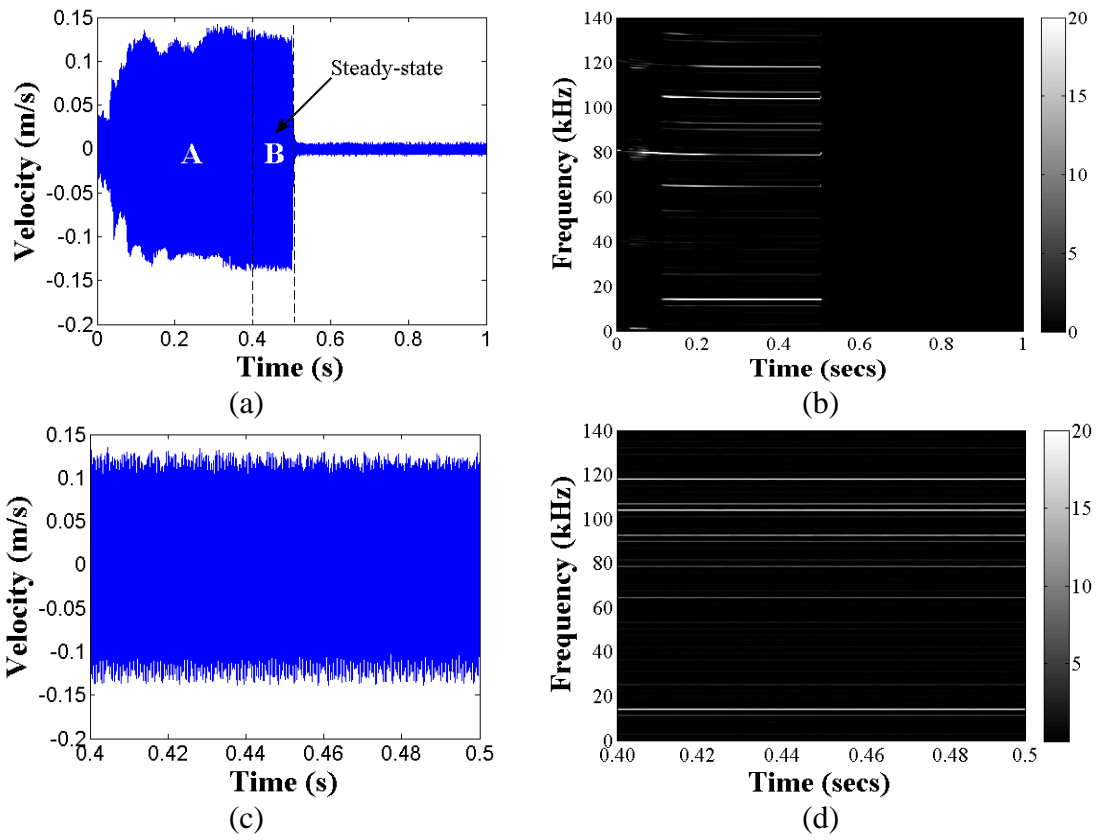 0.15
0.1
0.05
0
-0.05
-0.1
-0.15
-0.2
Velocity (m/s)
Steady-state
A
B
0 0.2 0.4 0.6 0.8 1
Time (s)
(a)
140
120
100
80
60
40
20
0
Frequency (kHz)
0 0.2 0.4 0.6 0.8 1
Time (secs)
20
15
10
5
0
(b)
0.15
0.1
0.05
0
-0.05
-0.1
-0.15
-0.2
Velocity (m/s)
0.4 0.42 0.44 0.46 0.48 0.5
Time (s)
(c)
140
120
100
80
60
40
20
0
Frequency (kHz)
0.40 0.42 0.44 0.46 0.48 0.5
Time (secs)
20
15
10
5
(d)